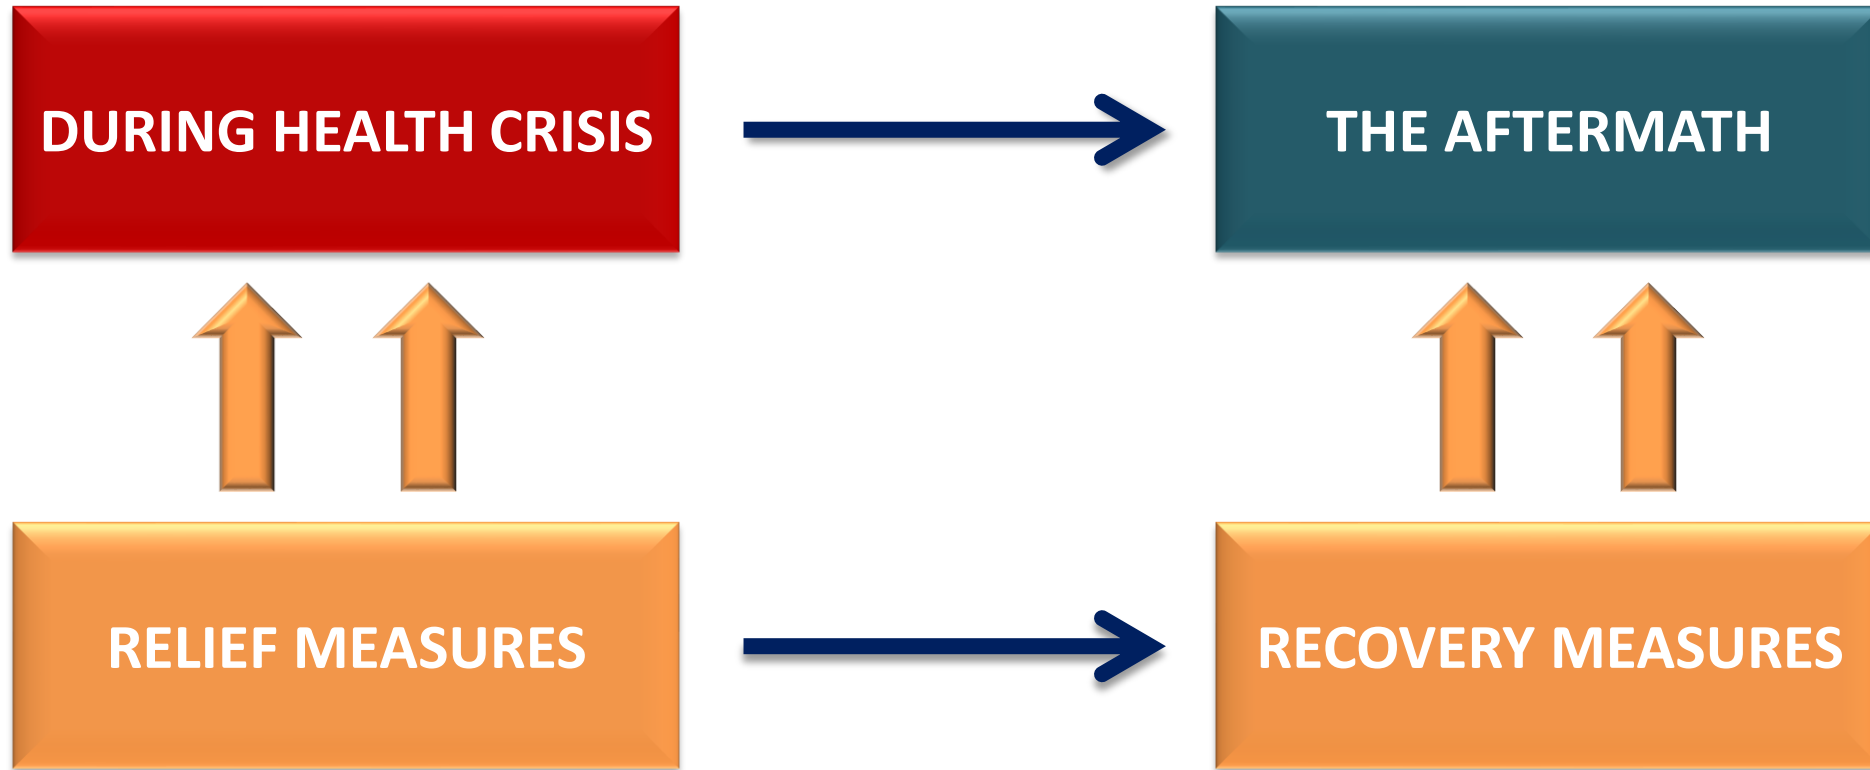 DURING HEALTH CRISIS
THE AFTERMATH
RELIEF MEASURES
RECOVERY MEASURES